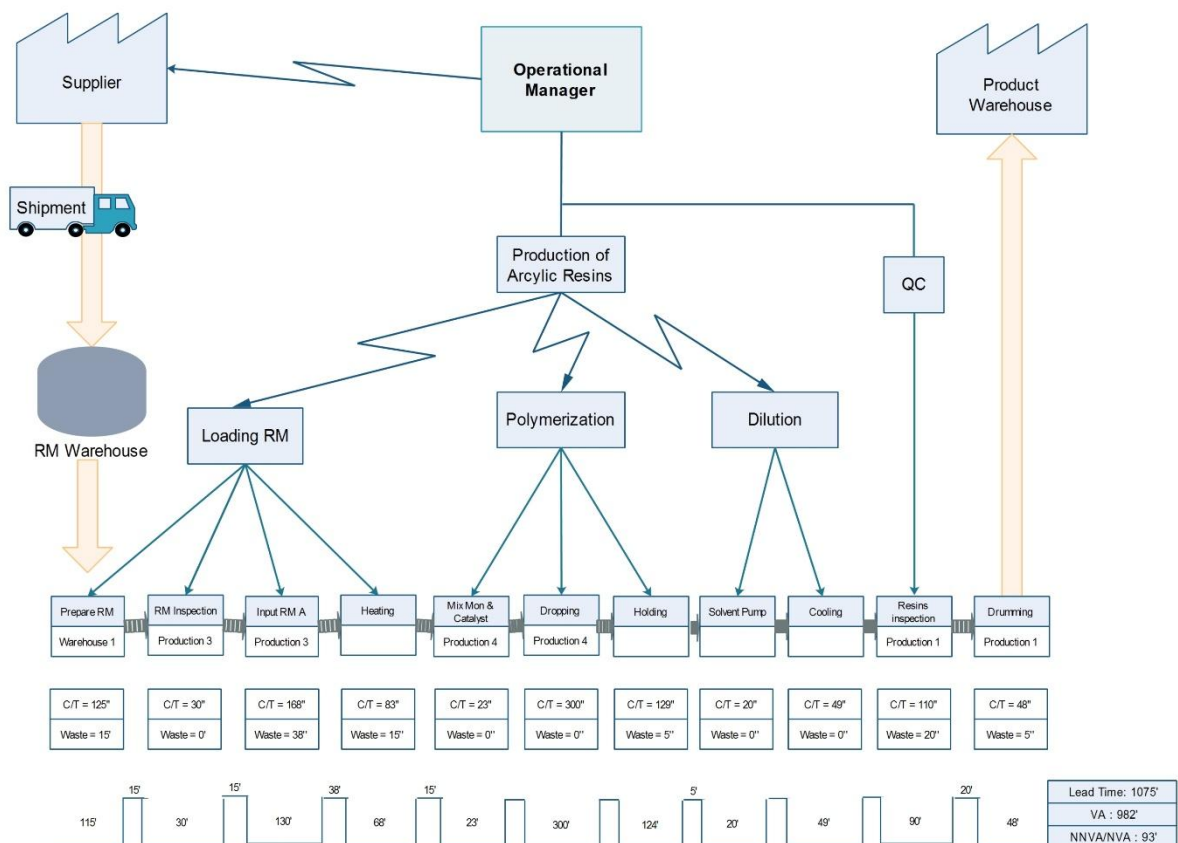 Supplier
Operational
Manager
Product
Warehouse
Shipment
Production of
Arcylic Resins
QC
RM Warehouse
Loading RM
Polymerization
Dilution
Prepare RM
Warehouse 1
RM Inspection
Production 3
Input RM A
Production 3
Heating
Mix Mon &
Catalyst
Production 4
Dropping
Production 4
Holding
Solvent Pump
Cooling
Resins
inspection
Production 1
Drumming
Production 1
C/T = 125"
Waste = 15'
C/T = 30"
Waste = 0'
C/T = 168"
Waste = 38"
C/T = 83"
Waste = 15"
C/T = 23"
Waste = 0"
C/T = 300"
Waste = 0"
C/T = 129"
Waste = 5"
C/T = 20"
Waste = 0"
C/T = 49"
Waste = 0"
C/T = 110"
Waste = 20"
C/T = 48"
Waste = 5"
15' 15' 38' 15' 5' 20'
115' 30' 130' 68' 23' 300' 124' 20' 49' 90' 48'
Lead Time: 1075'
VA : 982'
NNVA/NVA : 93'